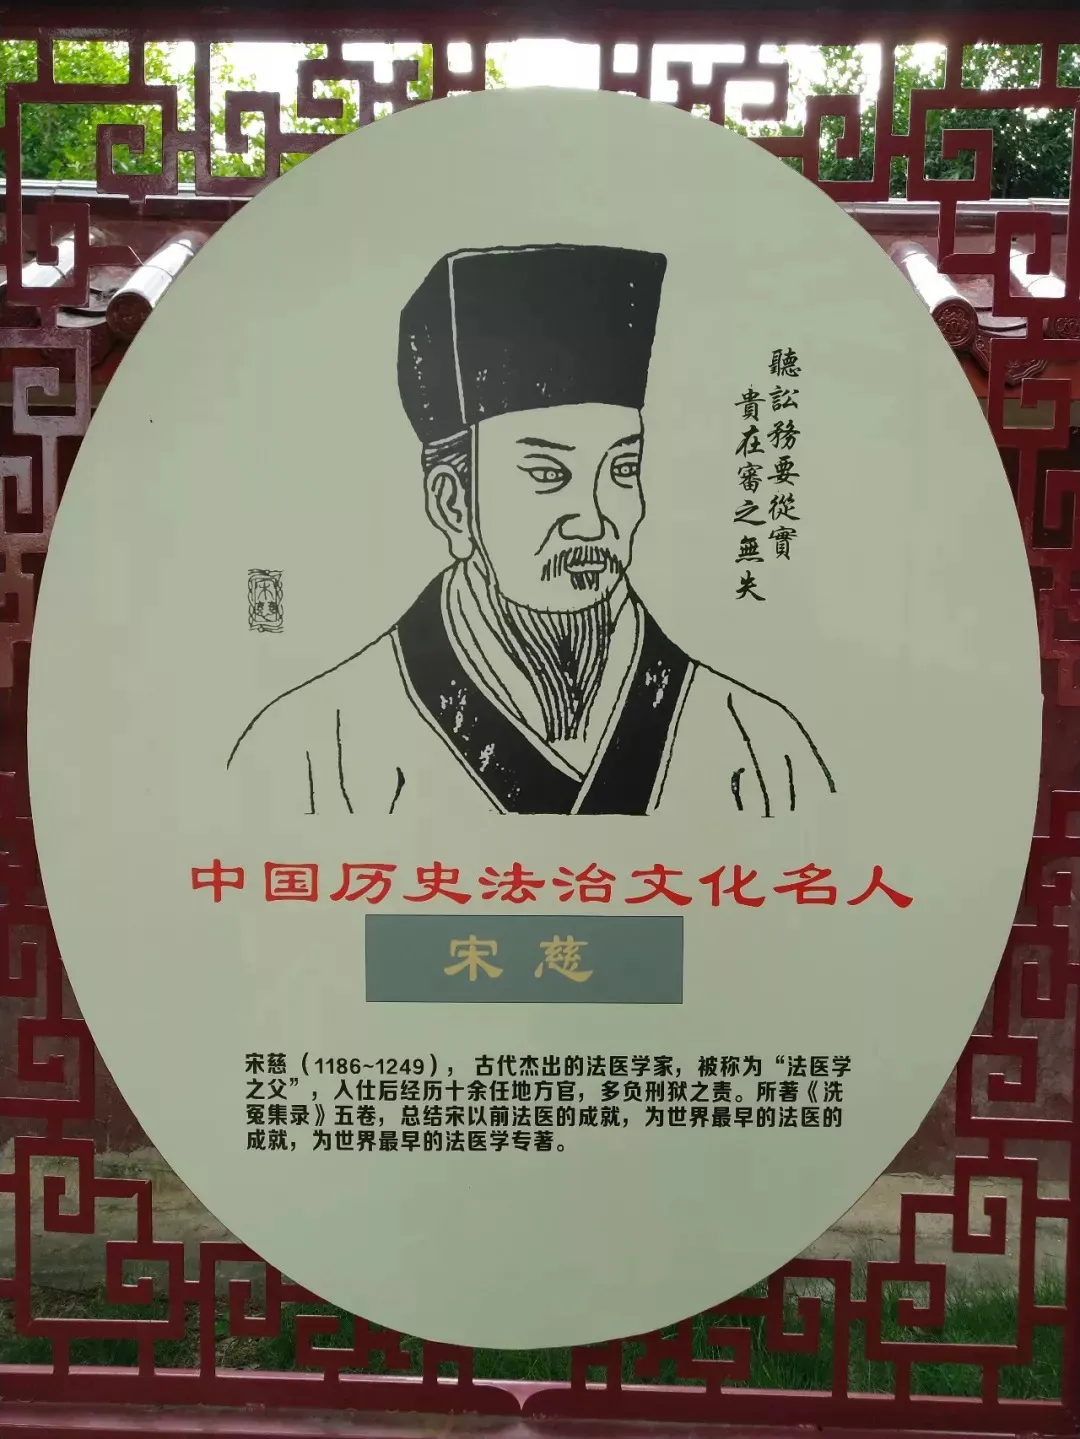 聽訟務要從實
貴在審之無失
宋慈
中国历史法治文化名人
宋慈
宋慈（1186~1249），古代杰出的法医学家，被称为“法医学
之父”，入仕后经历十余任地方官，多负刑狱之责。所著《洗
冤集录》五卷，总结宋以前法医的成就，为世界最早的法医的
成就，为世界最早的法医学专著。